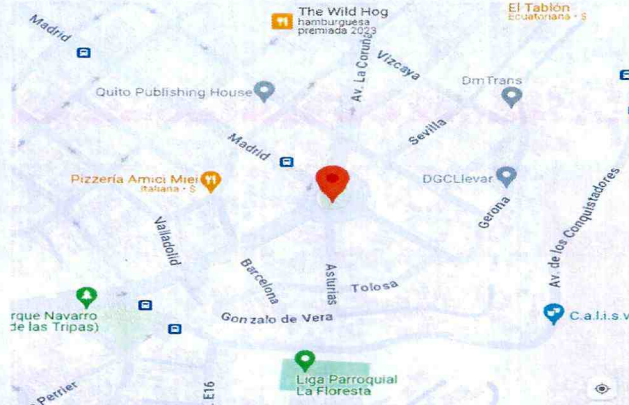 The Wild Hog
hamburguesa
premiada 2023
El Tablón
Ecuatoriana • $
Madrid
Av. La Coruña
Vizcaya
Quito Publishing House
DmTrans
Sevilla
Madrid
Pizzería Amici Miei
Italiana • $
DGCLlevar
Gerona
Av. de los Conquistadores
Valladolid
Barcelona
Asturias
Tolosa
Gonzalo de Vera
rque Navarro
de las Tripas)
C.a.l.i.s.v
Liga Parroquial
La Floresta
Perrier
E16